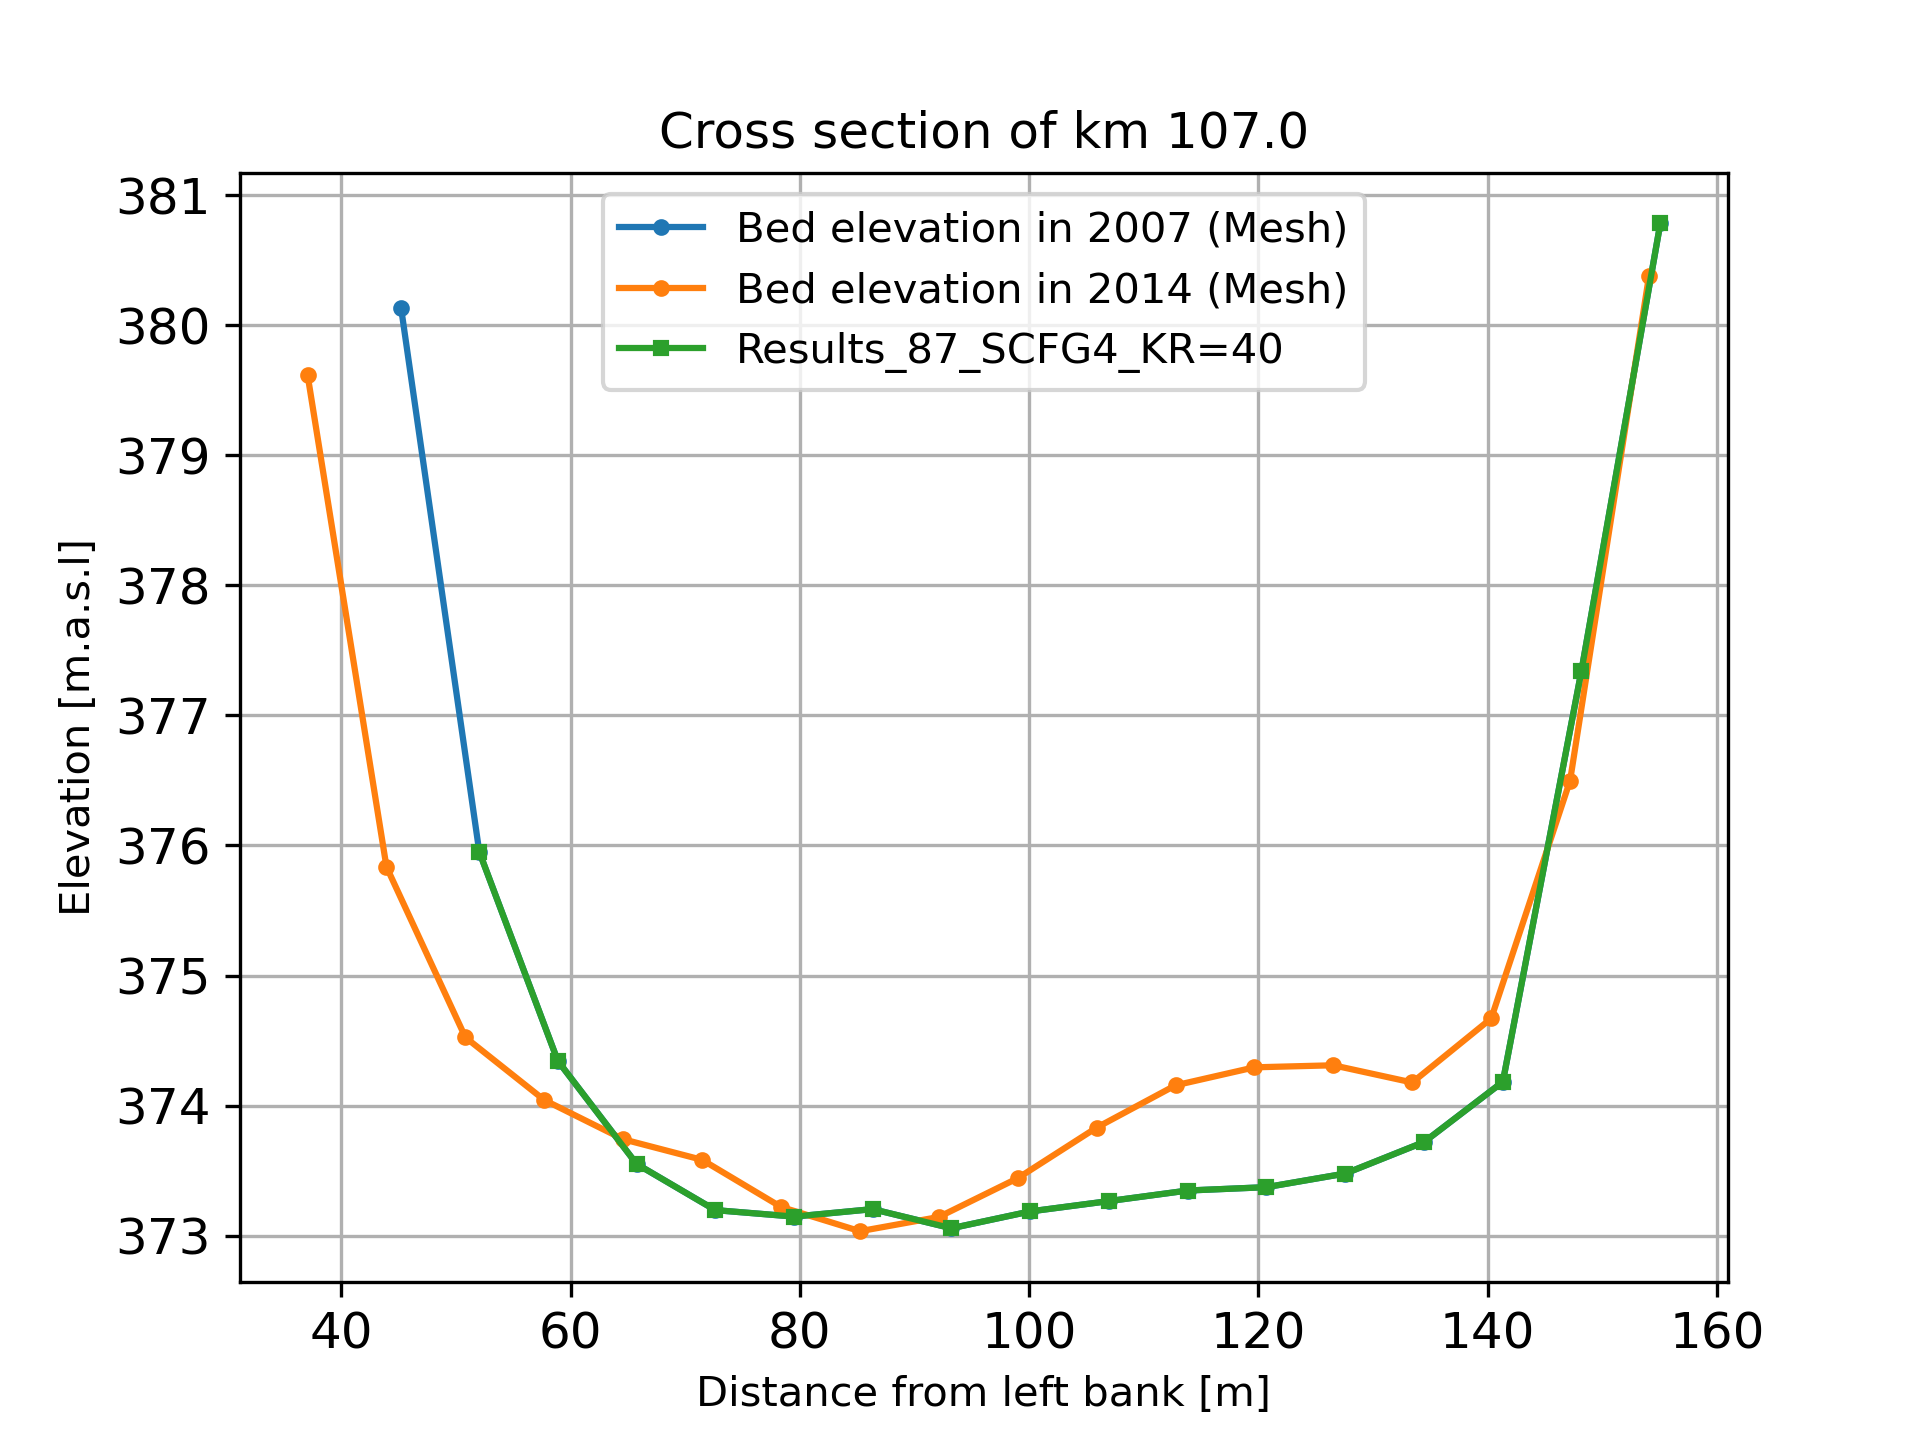 Cross section of km 107.0
Bed elevation in 2007 (Mesh)
Bed elevation in 2014 (Mesh)
Results_87_SCFG4_KR=40
Elevation [m.a.s.l]
381
380
379
378
377
376
375
374
373
40 60 80 100 120 140 160
Distance from left bank [m]